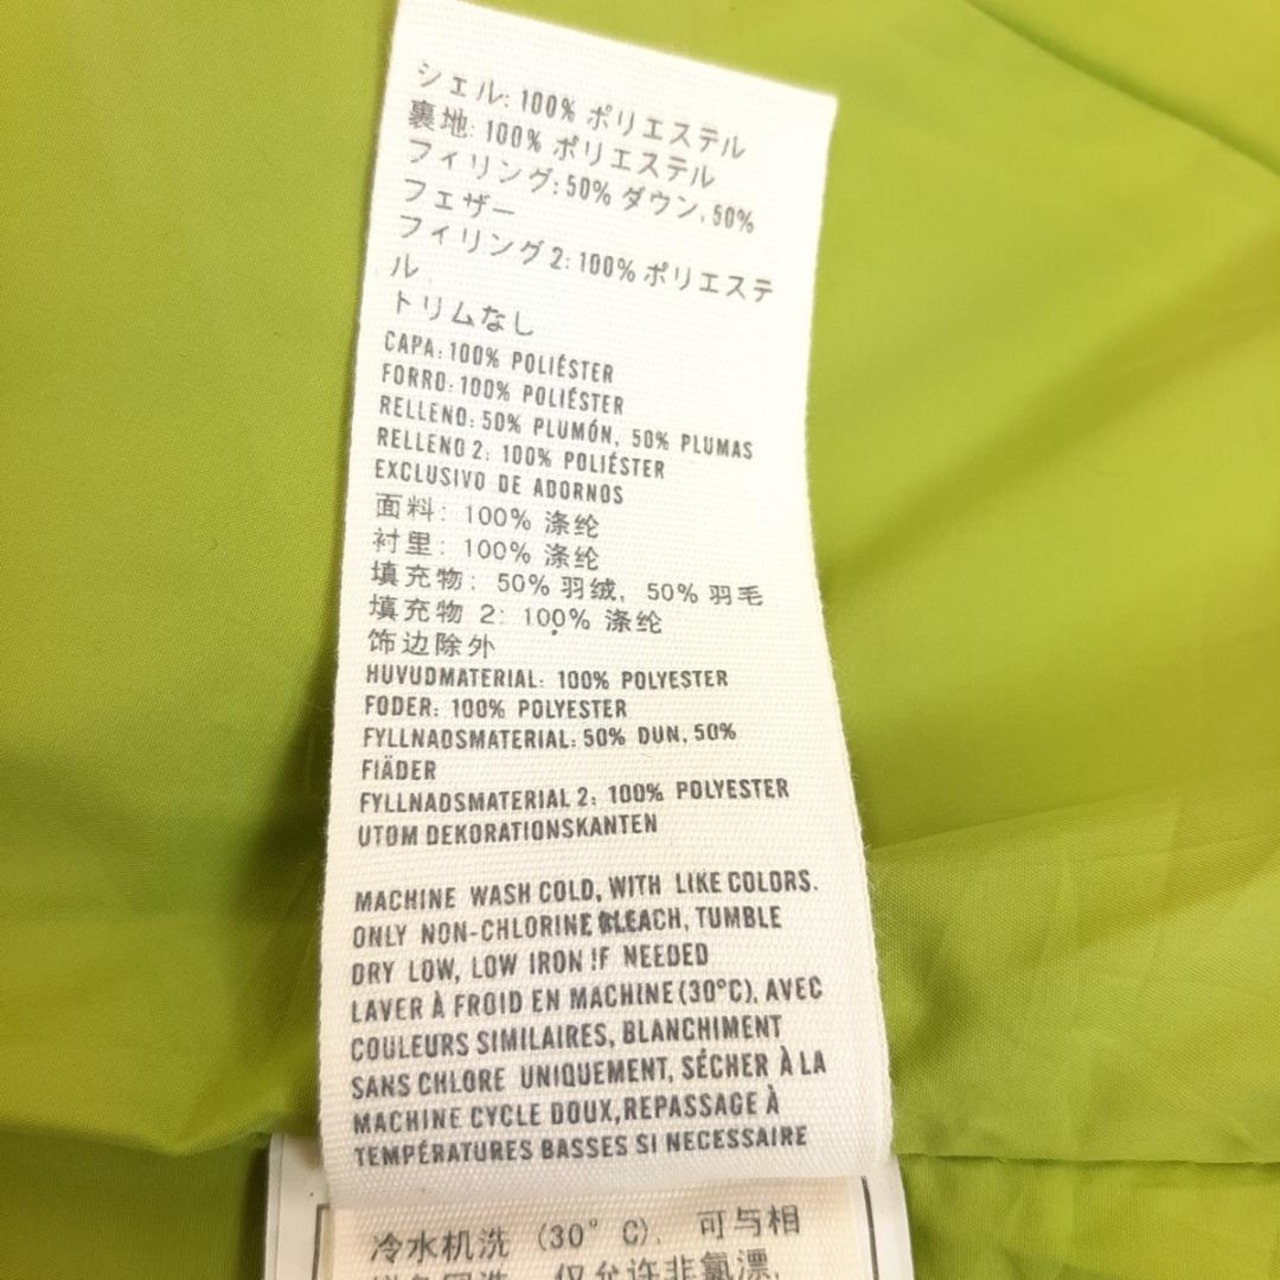 シェル: 100% ポリエステル
裏地: 100% ポリエステル
フィリング: 50% ダウン, 50%
フェザー
フィリング 2: 100% ポリエステ
ル
トリムなし
CAPA: 100% POLIÉSTER
FORRO: 100% POLIÉSTER
RELLENO: 50% PLUMÓN, 50% PLUMAS
RELLENO 2: 100% POLIÉSTER
EXCLUSIVO DE ADORNOS
面料: 100% 涤纶
衬里: 100% 涤纶
填充物: 50% 羽绒, 50% 羽毛
填充物 2: 100% 涤纶
饰边除外
HUVUDMATERIAL: 100% POLYESTER
FODER: 100% POLYESTER
FYLLNADSMATERIAL: 50% DUN, 50%
FIÄDER
FYLLNADSMATERIAL 2: 100% POLYESTER
UTOM DEKORATIONSKANTEN
MACHINE WASH COLD, WITH LIKE COLORS.
ONLY NON-CHLORINE BLEACH, TUMBLE
DRY LOW, LOW IRON IF NEEDED
LAVER À FROID EN MACHINE (30°C), AVEC
COULEURS SIMILAIRES, BLANCHIMENT
SANS CHLORE UNIQUEMENT, SÉCHER À LA
MACHINE CYCLE DOUX, REPASSAGE À
TEMPÉRATURES BASSES SI NECESSAIRE
冷水机洗 (30° C), 可与相
仅允许非氯漂,